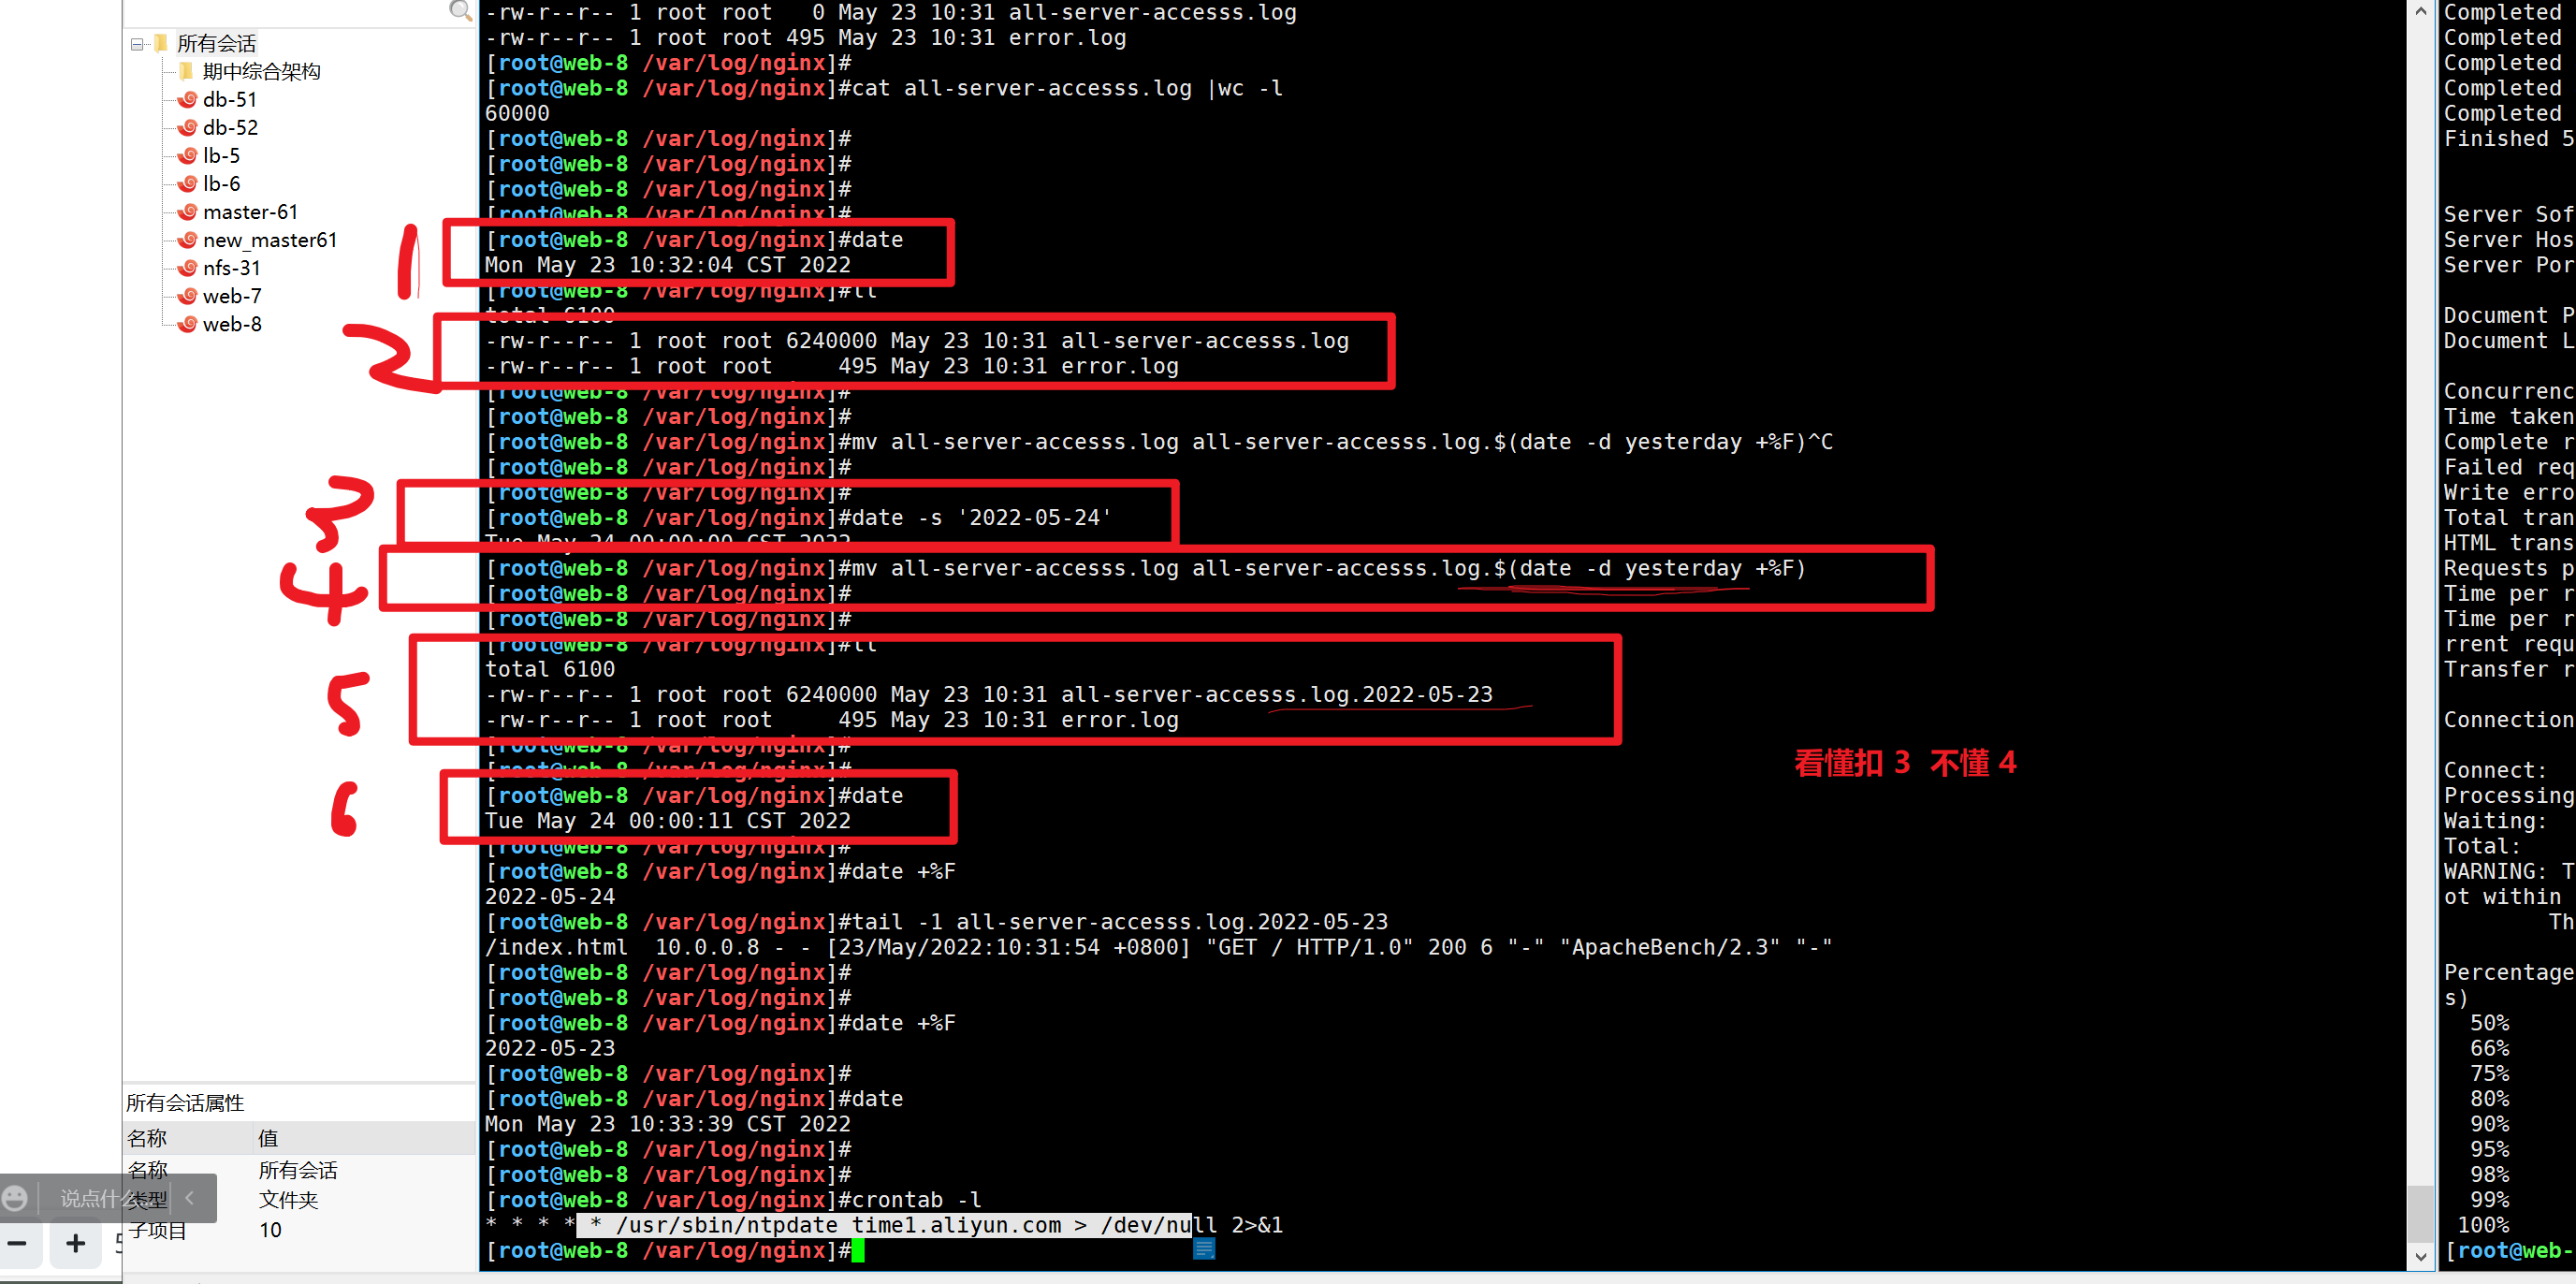 所有会话
期中综合架构
db-51
db-52
lb-5
lb-6
master-61
new_master61
nfs-31
web-7
web-8
所有会话属性
名称 值
名称 所有会话
类型 文件夹
子项目 10
说点什么
-rw-r--r-- 1 root root   0 May 23 10:31 all-server-accesss.log
-rw-r--r-- 1 root root 495 May 23 10:31 error.log
[root@web-8 /var/log/nginx]#
[root@web-8 /var/log/nginx]#cat all-server-accesss.log |wc -l
60000
[root@web-8 /var/log/nginx]#
[root@web-8 /var/log/nginx]#
[root@web-8 /var/log/nginx]#
[root@web-8 /var/log/nginx]#
1
[root@web-8 /var/log/nginx]#date
Mon May 23 10:32:04 CST 2022
[root@web-8 /var/log/nginx]#ll
total 6100
2
-rw-r--r-- 1 root root 6240000 May 23 10:31 all-server-accesss.log
-rw-r--r-- 1 root root     495 May 23 10:31 error.log
[root@web-8 /var/log/nginx]#
[root@web-8 /var/log/nginx]#
[root@web-8 /var/log/nginx]#mv all-server-accesss.log all-server-accesss.log.$(date -d yesterday +%F)^C
[root@web-8 /var/log/nginx]#
3
[root@web-8 /var/log/nginx]#
[root@web-8 /var/log/nginx]#date -s '2022-05-24'
Tue May 24 00:00:00 CST 2022
4
[root@web-8 /var/log/nginx]#mv all-server-accesss.log all-server-accesss.log.$(date -d yesterday +%F)
[root@web-8 /var/log/nginx]#
[root@web-8 /var/log/nginx]#
5
[root@web-8 /var/log/nginx]#ll
total 6100
-rw-r--r-- 1 root root 6240000 May 23 10:31 all-server-accesss.log.2022-05-23
-rw-r--r-- 1 root root     495 May 23 10:31 error.log
[root@web-8 /var/log/nginx]#
[root@web-8 /var/log/nginx]#
看懂扣 3  不懂 4
6
[root@web-8 /var/log/nginx]#date
Tue May 24 00:00:11 CST 2022
[root@web-8 /var/log/nginx]#
[root@web-8 /var/log/nginx]#date +%F
2022-05-24
[root@web-8 /var/log/nginx]#tail -1 all-server-accesss.log.2022-05-23
/index.html  10.0.0.8 - - [23/May/2022:10:31:54 +0800] "GET / HTTP/1.0" 200 6 "-" "ApacheBench/2.3" "-"
[root@web-8 /var/log/nginx]#
[root@web-8 /var/log/nginx]#
[root@web-8 /var/log/nginx]#date +%F
2022-05-23
[root@web-8 /var/log/nginx]#
[root@web-8 /var/log/nginx]#date
Mon May 23 10:33:39 CST 2022
[root@web-8 /var/log/nginx]#
[root@web-8 /var/log/nginx]#
[root@web-8 /var/log/nginx]#crontab -l
* * * * * /usr/sbin/ntpdate time1.aliyun.com > /dev/null 2>&1
[root@web-8 /var/log/nginx]#
Completed
Completed
Completed
Completed
Completed
Finished 5
Server Sof
Server Hos
Server Por
Document P
Document L
Concurrenc
Time taken
Complete r
Failed req
Write erro
Total tran
HTML trans
Requests p
Time per r
Time per r
rrent requ
Transfer r
Connection
Connect:
Processing
Waiting:
Total:
WARNING: T
ot within
Th
Percentage
s)
50%
66%
75%
80%
90%
95%
98%
99%
100%
[root@web-